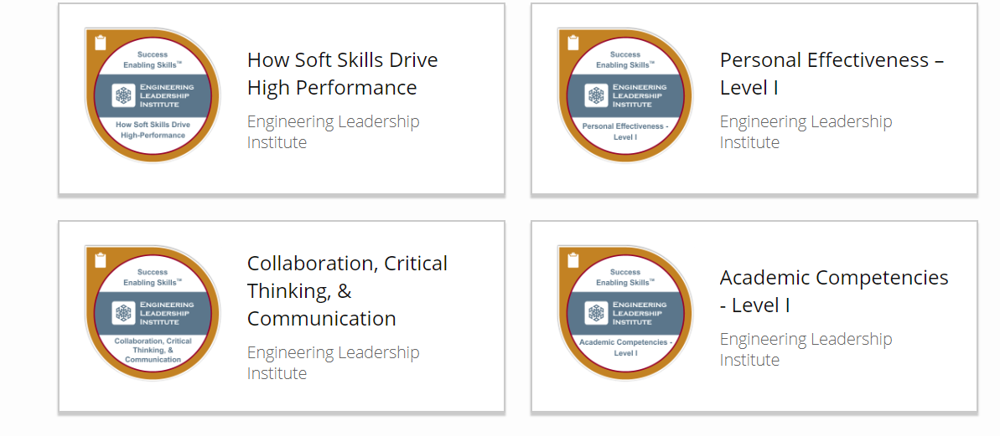 Success
Enabling Skills™
ENGINEERING
LEADERSHIP
INSTITUTE
How Soft Skills Drive
High-Performance
How Soft Skills Drive
High Performance
Engineering Leadership
Institute
Success
Enabling Skills™
ENGINEERING
LEADERSHIP
INSTITUTE
Personal Effectiveness -
Level I
Personal Effectiveness –
Level I
Engineering Leadership
Institute
Success
Enabling Skills™
ENGINEERING
LEADERSHIP
INSTITUTE
Collaboration, Critical
Thinking, &
Communication
Collaboration, Critical
Thinking, &
Communication
Engineering Leadership
Institute
Success
Enabling Skills™
ENGINEERING
LEADERSHIP
INSTITUTE
Academic Competencies -
Level I
Academic Competencies
- Level I
Engineering Leadership
Institute